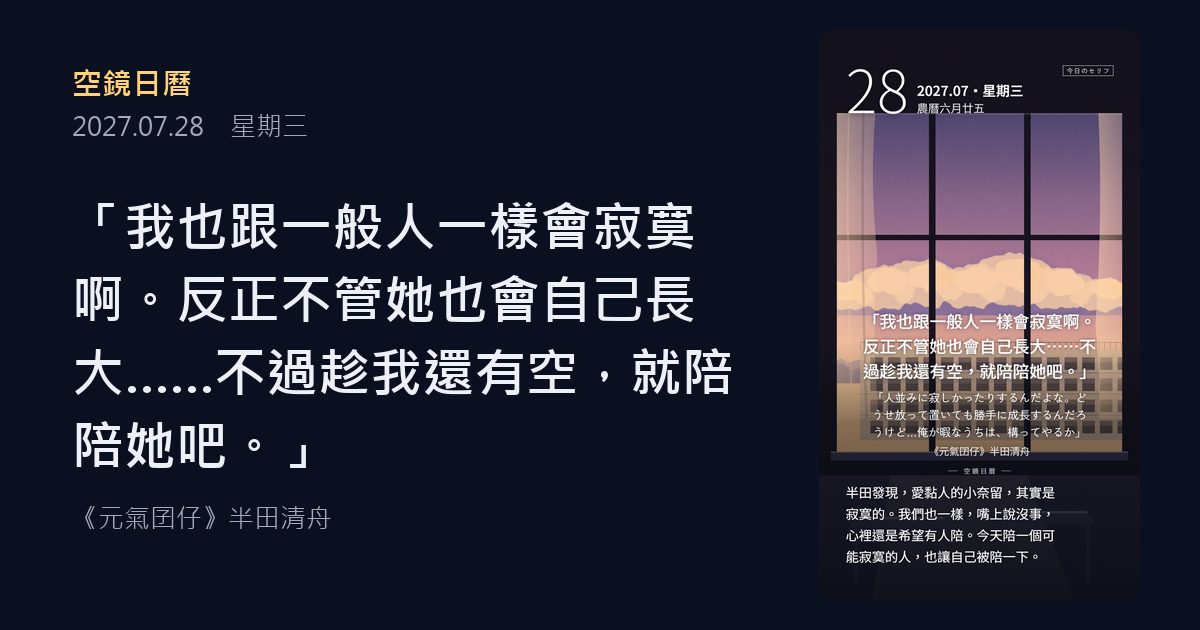 空鏡日曆
2027.07.28 星期三
「我也跟一般人一樣會寂寞
啊。反正不管她也會自己長
大......不過趁我還有空，就陪
陪她吧。」
《元氣囝仔》半田清舟
今日のセリフ
28
2027.07・星期三
農曆六月廿五
「我也跟一般人一樣會寂寞啊。
反正不管她也會自己長大⋯⋯不
過趁我還有空，就陪陪她吧。」
「人並みに寂しかったりするんだよな。ど
うせ放って置いても勝手に成長するんだろ
うけど…俺が暇なうちは、構ってやるか」
《元氣囝仔》半田清舟
— 空鏡日曆 —
半田發現，愛黏人的小奈留，其實是
寂寞的。我們也一樣，嘴上說沒事，
心裡還是希望有人陪。今天陪一個可
能寂寞的人，也讓自己被陪一下。